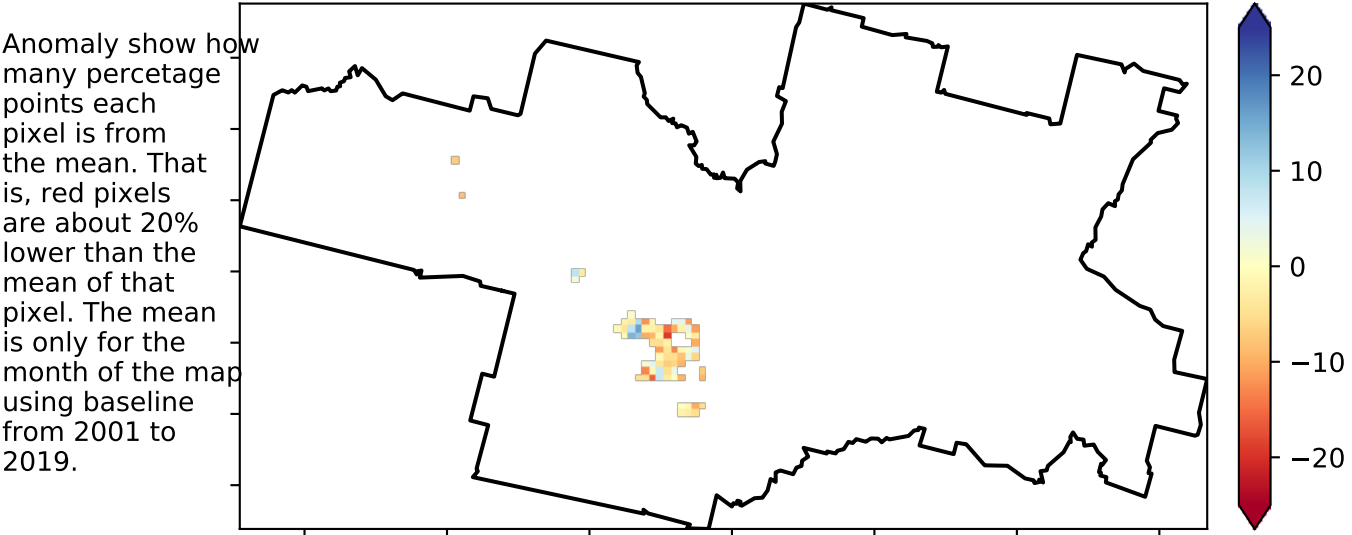 Anomaly show how
many percetage
points each
pixel is from
the mean. That
is, red pixels
are about 20%
lower than the
mean of that
pixel. The mean
is only for the
month of the map
using baseline
from 2001 to
2019.
20
10
0
−10
−20